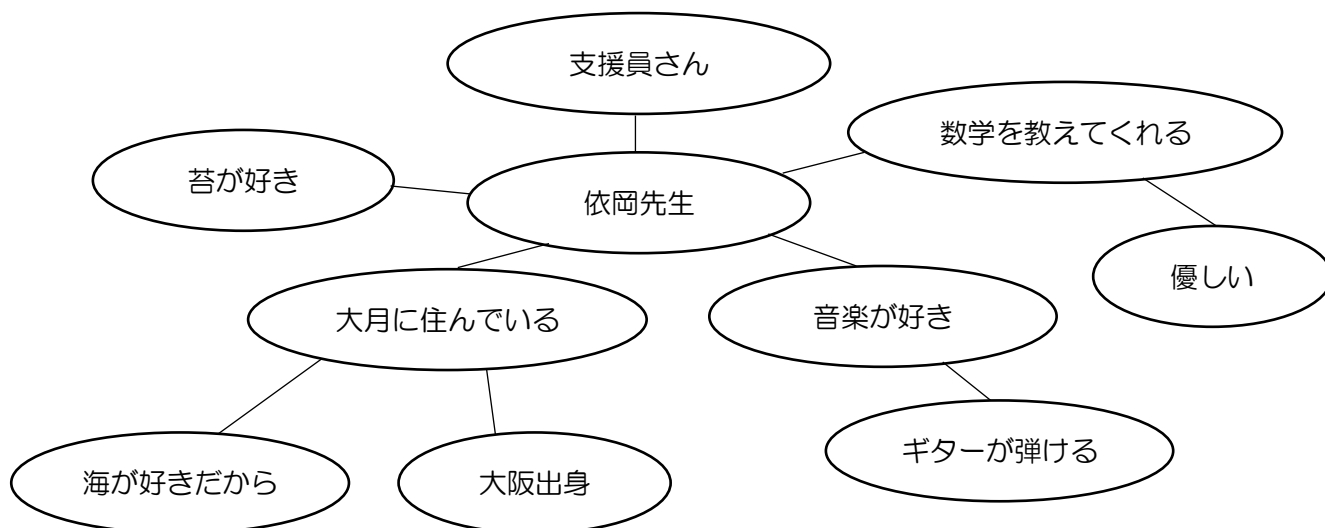 支援員さん
数学を教えてくれる
苔が好き
依岡先生
優しい
大月に住んでいる
音楽が好き
ギターが弾ける
海が好きだから
大阪出身